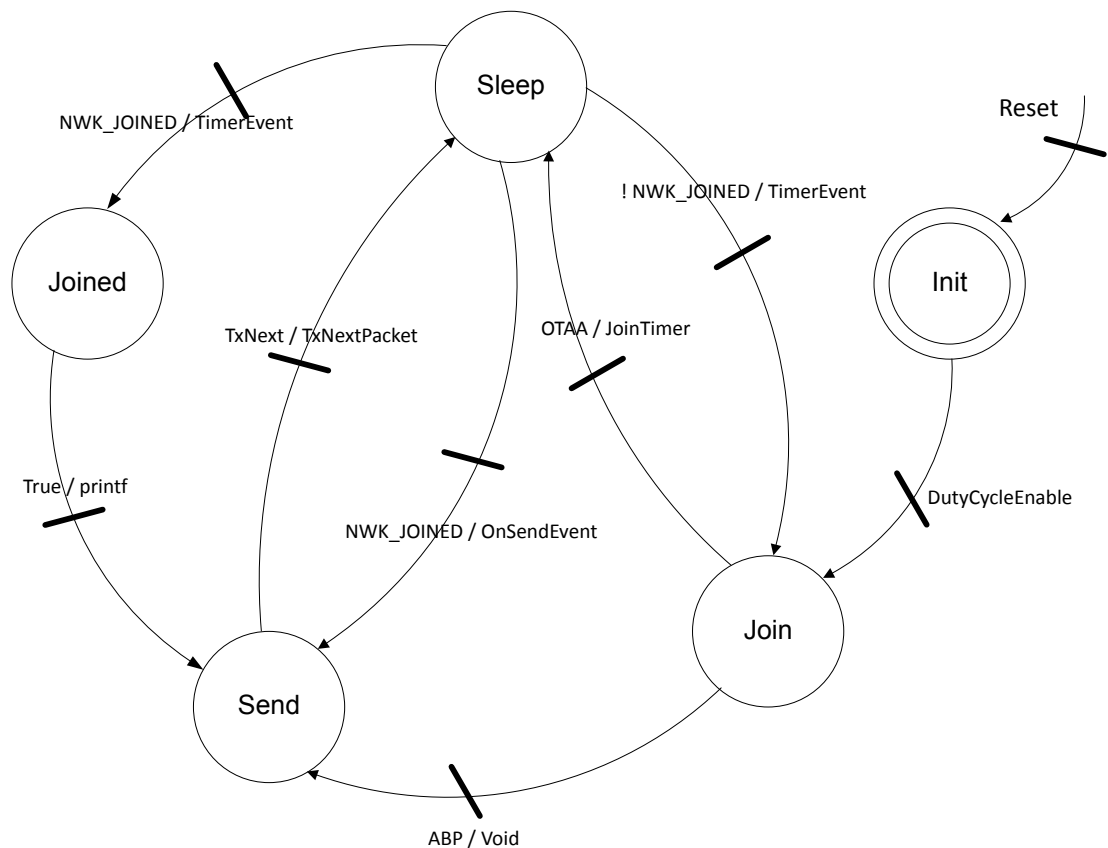 Sleep
Reset
NWK_JOINED / TimerEvent
! NWK_JOINED / TimerEvent
Joined
Init
TxNext / TxNextPacket
OTAA / JoinTimer
True / printf
DutyCycleEnable
NWK_JOINED / OnSendEvent
Join
Send
ABP / Void